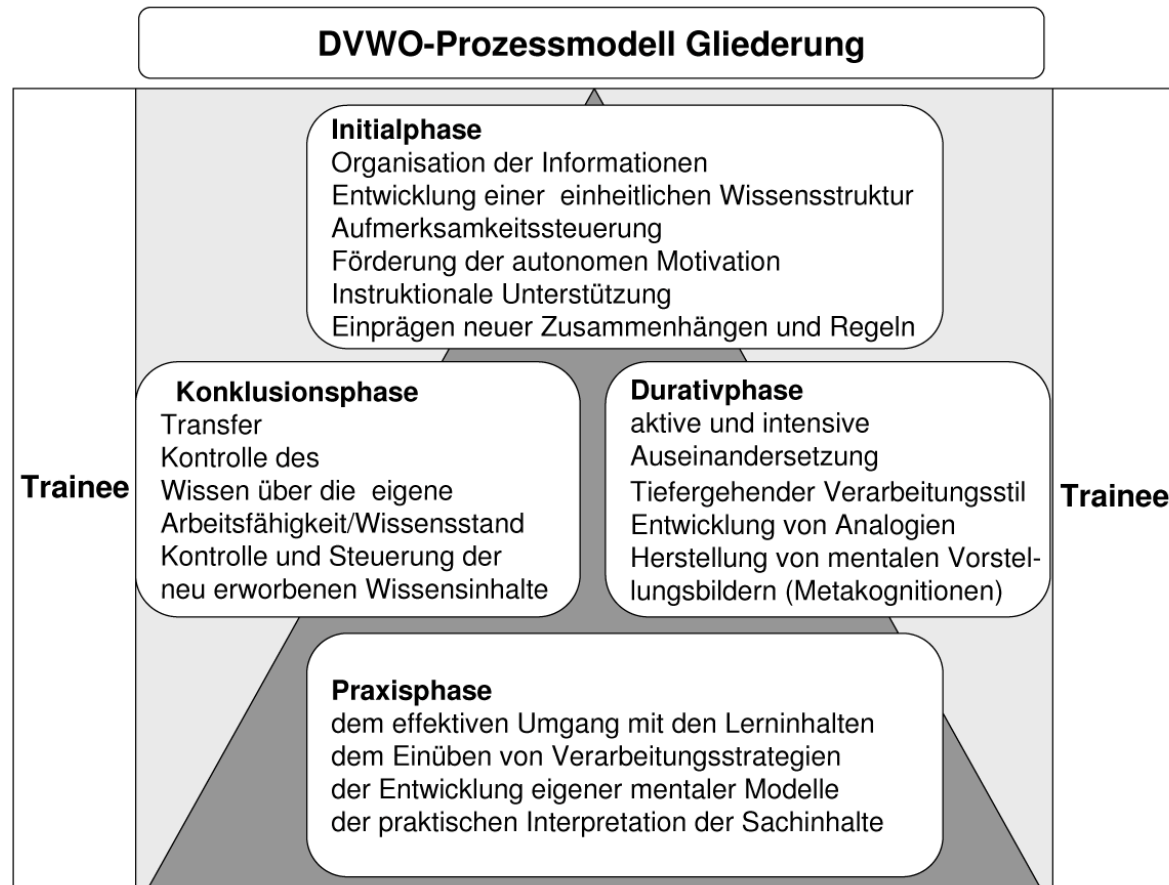 DVWO-Prozessmodell Gliederung
Initialphase
Organisation der Informationen
Entwicklung einer einheitlichen Wissensstruktur
Aufmerksamkeitssteuerung
Förderung der autonomen Motivation
Instruktionale Unterstützung
Einprägen neuer Zusammenhängen und Regeln
Trainee
Konklusionsphase
Transfer
Kontrolle des
Wissen über die eigene
Arbeitsfähigkeit/Wissensstand
Kontrolle und Steuerung der
neu erworbenen Wissensinhalte
Durativphase
aktive und intensive
Auseinandersetzung
Tiefergehender Verarbeitungsstil
Entwicklung von Analogien
Herstellung von mentalen Vorstel-
lungsbildern (Metakognitionen)
Trainee
Praxisphase
dem effektiven Umgang mit den Lerninhalten
dem Einüben von Verarbeitungsstrategien
der Entwicklung eigener mentaler Modelle
der praktischen Interpretation der Sachinhalte